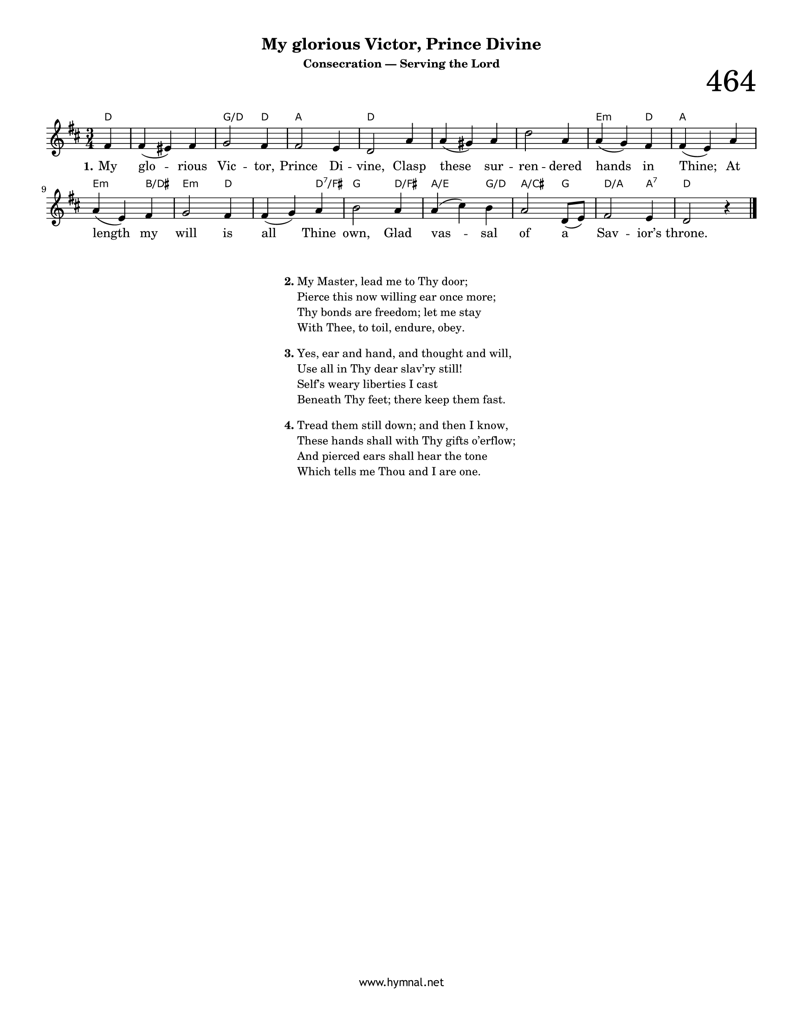 My glorious Victor, Prince Divine
Consecration — Serving the Lord
464
D G/D D A D Em D A
3
4
1. My glo - rious Vic - tor, Prince Di - vine, Clasp these sur - ren - dered hands in Thine; At
9
Em B/D♯ Em D D7/F♯ G D/F♯ A/E G/D A/C♯ G D/A A7 D
length my will is all Thine own, Glad vas - sal of a Sav - ior's throne.
2. My Master, lead me to Thy door;
Pierce this now willing ear once more;
Thy bonds are freedom; let me stay
With Thee, to toil, endure, obey.
3. Yes, ear and hand, and thought and will,
Use all in Thy dear slav'ry still!
Self's weary liberties I cast
Beneath Thy feet; there keep them fast.
4. Tread them still down; and then I know,
These hands shall with Thy gifts o'erflow;
And pierced ears shall hear the tone
Which tells me Thou and I are one.
www.hymnal.net